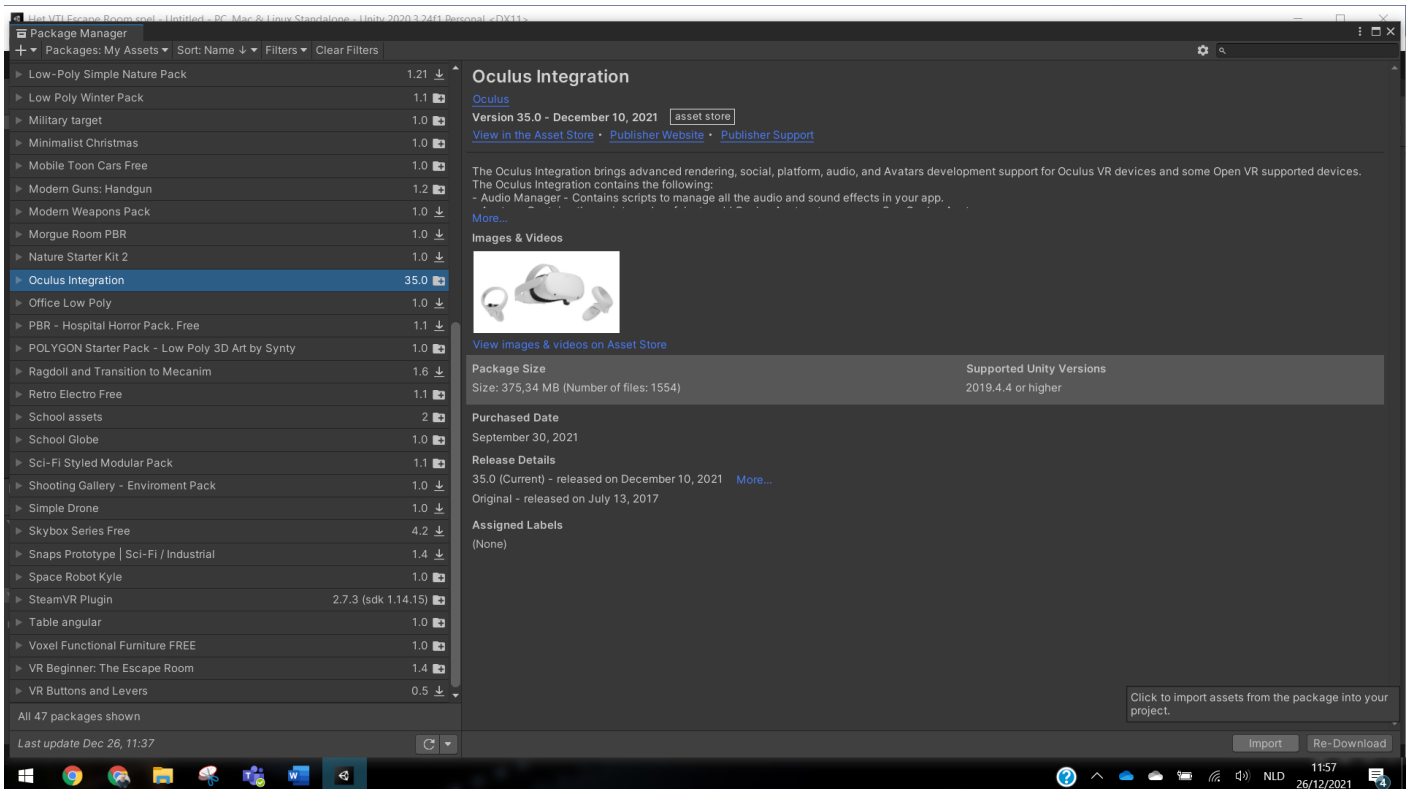 Het VTI Escape Room spel - Untitled - PC, Mac & Linux Standalone - Unity 2020.3.24f1 Personal <DX11>
Package Manager
Packages: My Assets Sort: Name ↓ Filters Clear Filters
Low-Poly Simple Nature Pack 1.21
Low Poly Winter Pack 1.1
Military target 1.0
Minimalist Christmas 1.0
Mobile Toon Cars Free 1.0
Modern Guns: Handgun 1.2
Modern Weapons Pack 1.0
Morgue Room PBR 1.0
Nature Starter Kit 2 1.0
Oculus Integration 35.0
Office Low Poly 1.0
PBR - Hospital Horror Pack. Free 1.1
POLYGON Starter Pack - Low Poly 3D Art by Synty 1.0
Ragdoll and Transition to Mecanim 1.6
Retro Electro Free 1.1
School assets 2
School Globe 1.0
Sci-Fi Styled Modular Pack 1.1
Shooting Gallery - Enviroment Pack 1.0
Simple Drone 1.0
Skybox Series Free 4.2
Snaps Prototype | Sci-Fi / Industrial 1.4
Space Robot Kyle 1.0
SteamVR Plugin 2.7.3 (sdk 1.14.15)
Table angular 1.0
Voxel Functional Furniture FREE 1.0
VR Beginner: The Escape Room 1.4
VR Buttons and Levers 0.5
All 47 packages shown
Last update Dec 26, 11:37
Oculus Integration
Oculus
Version 35.0 - December 10, 2021 asset store
View in the Asset Store • Publisher Website • Publisher Support
The Oculus Integration brings advanced rendering, social, platform, audio, and Avatars development support for Oculus VR devices and some Open VR supported devices.
The Oculus Integration contains the following:
- Audio Manager - Contains scripts to manage all the audio and sound effects in your app.
More...
Images & Videos
View images & videos on Asset Store
Package Size Supported Unity Versions
Size: 375,34 MB (Number of files: 1554) 2019.4.4 or higher
Purchased Date
September 30, 2021
Release Details
35.0 (Current) - released on December 10, 2021 More...
Original - released on July 13, 2017
Assigned Labels
(None)
Click to import assets from the package into your
project.
Import Re-Download
NLD
11:57
26/12/2021
4